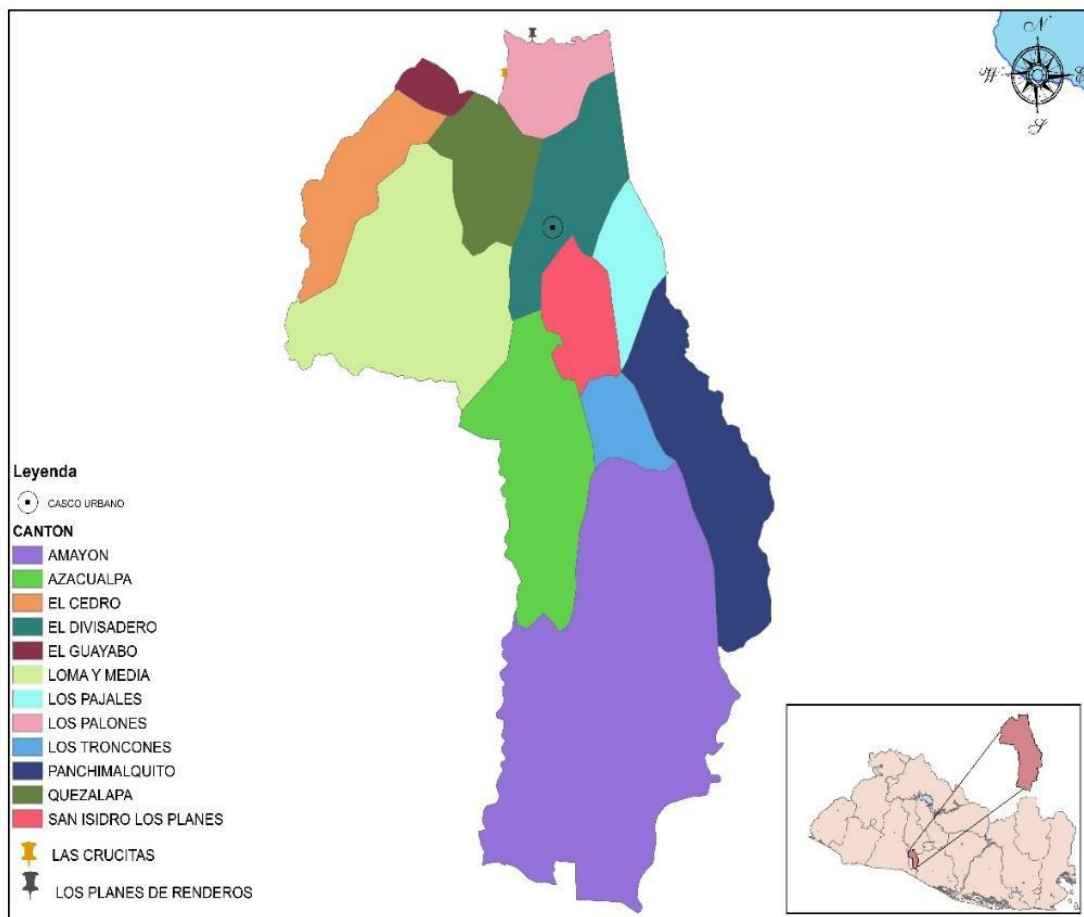 N
W
E
S
Leyenda
CASCO URBANO
CANTON
AMAYON
AZACUALPA
EL CEDRO
EL DIVISADERO
EL GUAYABO
LOMA Y MEDIA
LOS PAJALES
LOS PALONES
LOS TRONCONES
PANCHIMALQUITO
QUEZALAPA
SAN ISIDRO LOS PLANES
LAS CRUCITAS
LOS PLANES DE RENDEROS